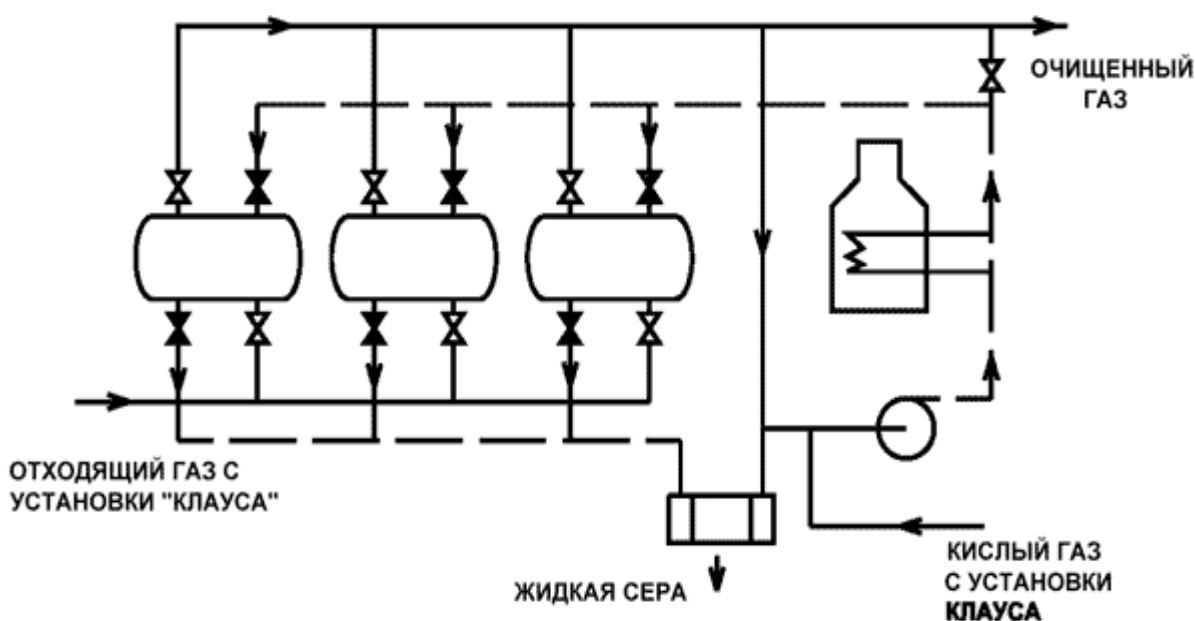 ОЧИЩЕННЫЙ
ГАЗ
ОТХОДЯЩИЙ ГАЗ С
УСТАНОВКИ "КЛАУСА"
ЖИДКАЯ СЕРА
КИСЛЫЙ ГАЗ
С УСТАНОВКИ
КЛАУСА